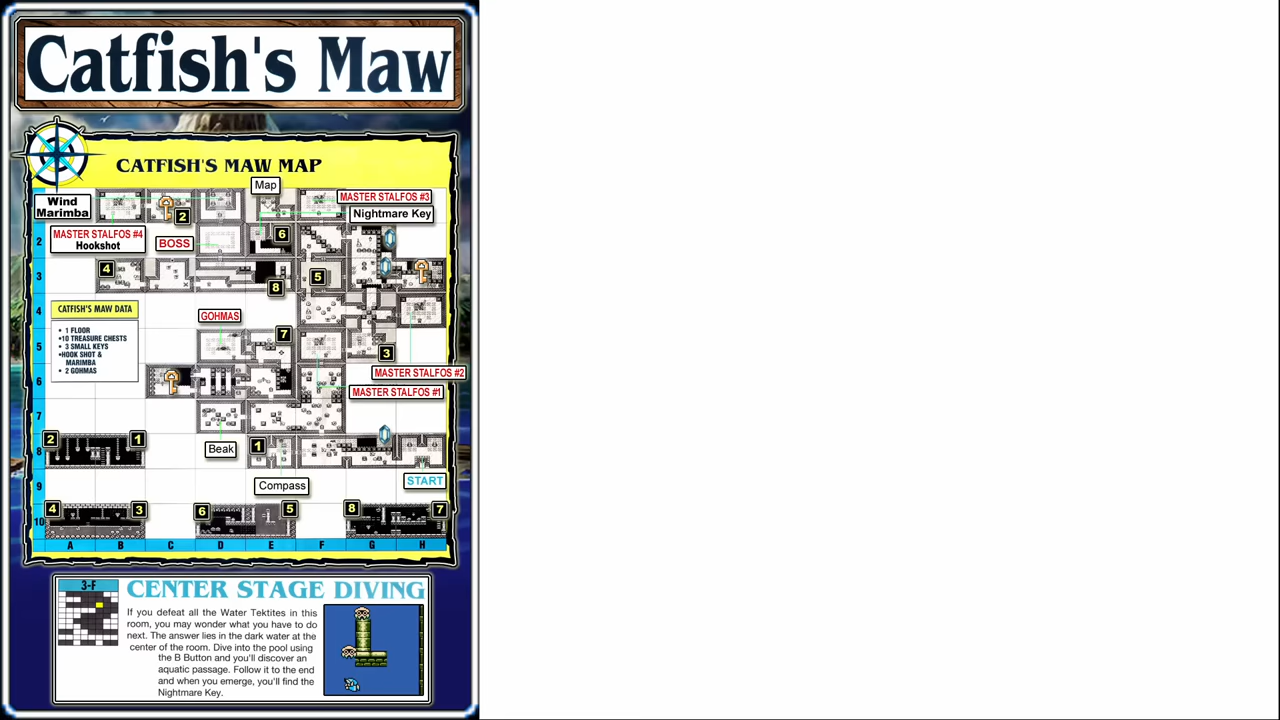 Catfish's Maw
CATFISH'S MAW MAP
Map
MASTER STALFOS #3
Wind
Marimba
2
Nightmare Key
MASTER STALFOS #4
Hookshot
BOSS
6
2
4
5
3
8
CATFISH'S MAW DATA
4
GOHMAS
• 1 FLOOR
•10 TREASURE CHESTS
• 3 SMALL KEYS
•HOOK SHOT &
MARIMBA
• 2 GOHMAS
7
5
3
MASTER STALFOS #2
6
MASTER STALFOS #1
7
2
1
1
Beak
8
START
9
Compass
4
3
6
5
8
7
10
A B C D E F G H
3-F
CENTER STAGE DIVING
If you defeat all the Water Tektites in this
room, you may wonder what you have to do
next. The answer lies in the dark water at the
center of the room. Dive into the pool using
the B Button and you'll discover an
aquatic passage. Follow it to the end
and when you emerge, you'll find the
Nightmare Key.